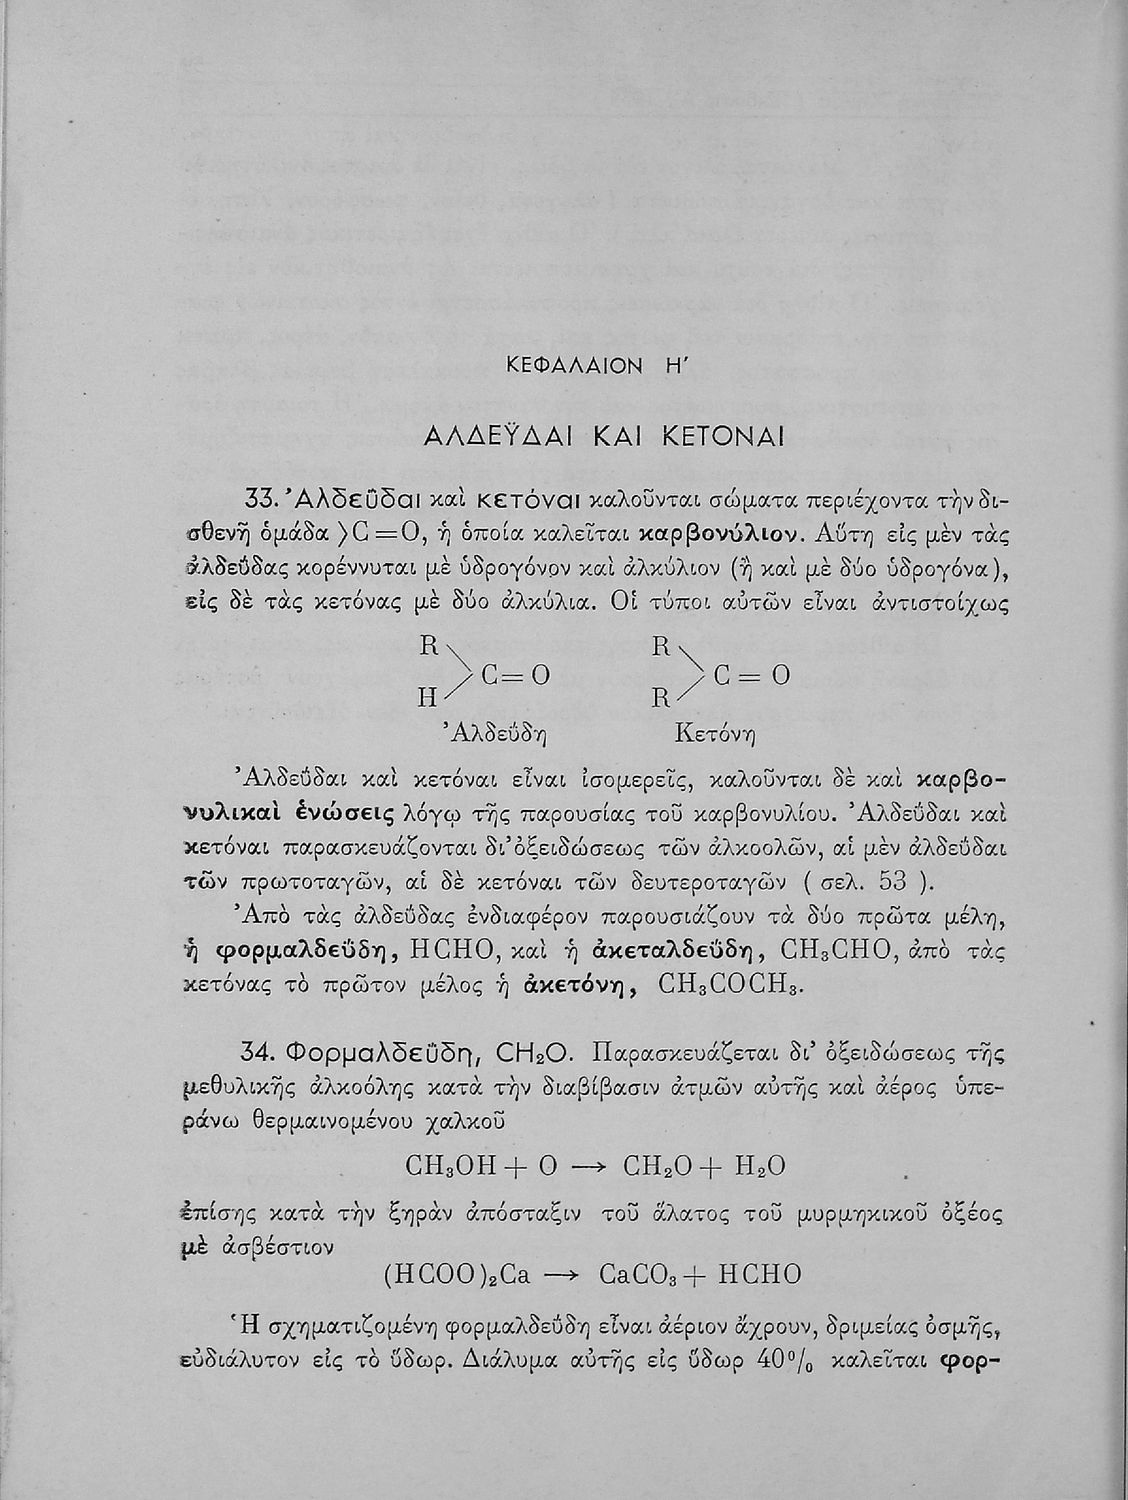 ΚΕΦΑΛΑΙΟΝ Η′
ΑΛΔΕΫΔΑΙ ΚΑΙ ΚΕΤΟΝΑΙ
33. Ἀλδεῦδαι καὶ κετόναι καλοῦνται σώματα περιέχοντα τὴν δι-
σθενῆ ὁμάδα 〉C=O, ἡ ὁποία καλεῖται καρβονύλιον. Αὕτη εἰς μὲν τὰς
ἀλδεΰδας κορέννυται μὲ ὑδρογόνον καὶ ἀλκύλιον (ἢ καὶ μὲ δύο ὑδρογόνα),
εἰς δὲ τὰς κετόνας μὲ δύο ἀλκύλια. Οἱ τύποι αὐτῶν εἶναι ἀντιστοίχως
R R
〉C=O 〉C=O
H R
Ἀλδεΰδη Κετόνη
Ἀλδεΰδαι καὶ κετόναι εἶναι ἰσομερεῖς, καλοῦνται δὲ καὶ καρβο-
νυλικαὶ ἑνώσεις λόγῳ τῆς παρουσίας τοῦ καρβονυλίου. Ἀλδεΰδαι καὶ
κετόναι παρασκευάζονται δι’ὀξειδώσεως τῶν ἀλκοολῶν, αἱ μὲν ἀλδεΰδαι
τῶν πρωτοταγῶν, αἱ δὲ κετόναι τῶν δευτεροταγῶν ( σελ. 53 ).
Ἀπὸ τὰς ἀλδεΰδας ἐνδιαφέρον παρουσιάζουν τὰ δύο πρῶτα μέλη,
ἡ φορμαλδεΰδη, HCHO, καὶ ἡ ἀκεταλδεΰδη, CH₃CHO, ἀπὸ τὰς
κετόνας τὸ πρῶτον μέλος ἡ ἀκετόνη, CH₃COCH₃.
34. Φορμαλδεΰδη, CH₂O. Παρασκευάζεται δι’ ὀξειδώσεως τῆς
μεθυλικῆς ἀλκοόλης κατὰ τὴν διαβίβασιν ἀτμῶν αὐτῆς καὶ ἀέρος ὑπε-
ράνω θερμαινομένου χαλκοῦ
CH₃OH + O → CH₂O + H₂O
ἐπίσης κατὰ τὴν ξηρὰν ἀπόσταξιν τοῦ ἅλατος τοῦ μυρμηκικοῦ ὀξέος
μὲ ἀσβέστιον
(HCOO)₂Ca → CaCO₃ + HCHO
Ἡ σχηματιζομένη φορμαλδεΰδη εἶναι ἀέριον ἄχρουν, δριμείας ὀσμῆς,
εὐδιάλυτον εἰς τὸ ὕδωρ. Διάλυμα αὐτῆς εἰς ὕδωρ 40% καλεῖται φορ-